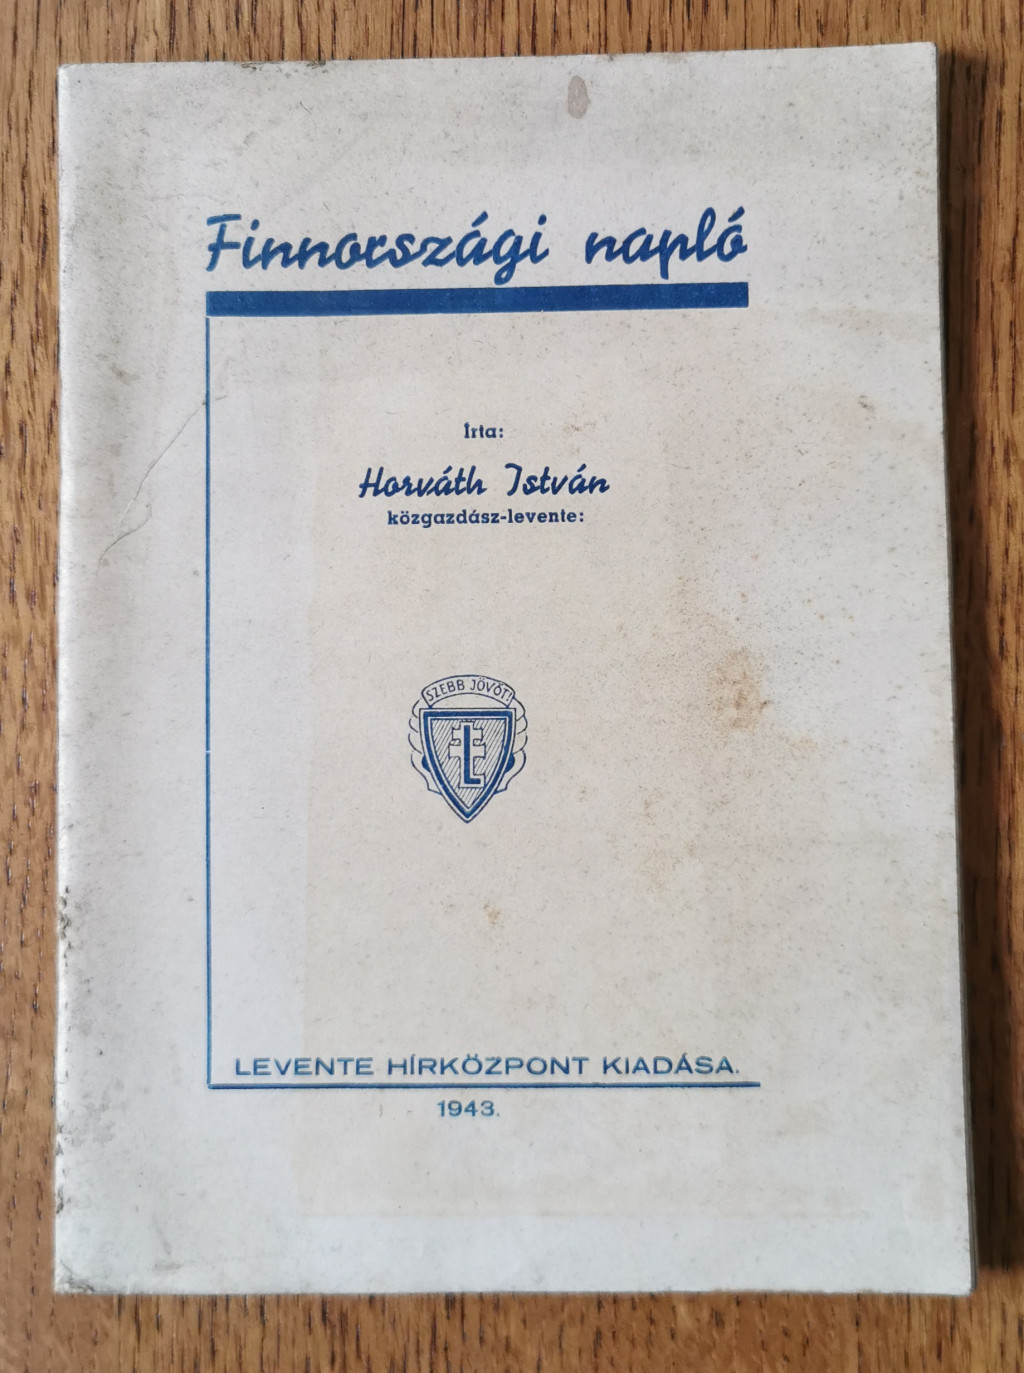 Finnországi napló
Írta:
Horváth István
közgazdász-levente:
SZEBB JÖVŐT!
L
LEVENTE HÍRKÖZPONT KIADÁSA.
1943.